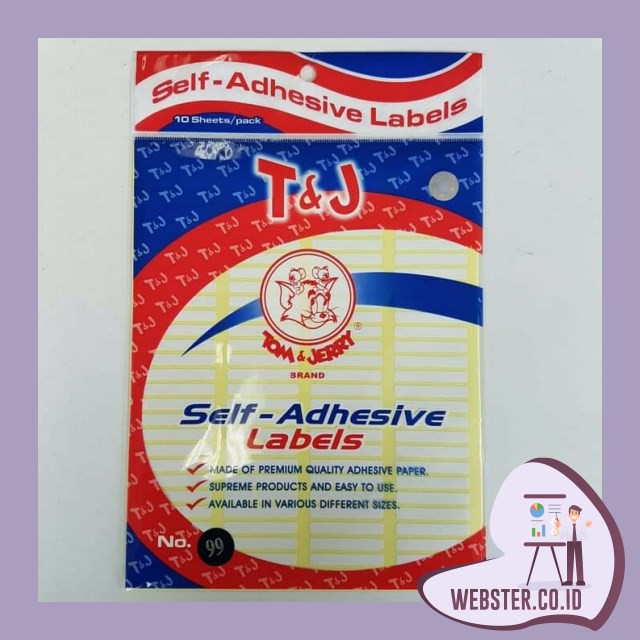 Self-Adhesive Labels
10 Sheets/pack
T&J
TOM & JERRY ®
BRAND
Self-Adhesive
Labels
MADE OF PREMIUM QUALITY ADHESIVE PAPER.
SUPREME PRODUCTS AND EASY TO USE.
AVAILABLE IN VARIOUS DIFFERENT SIZES.
No. 99
WEBSTER.CO.ID